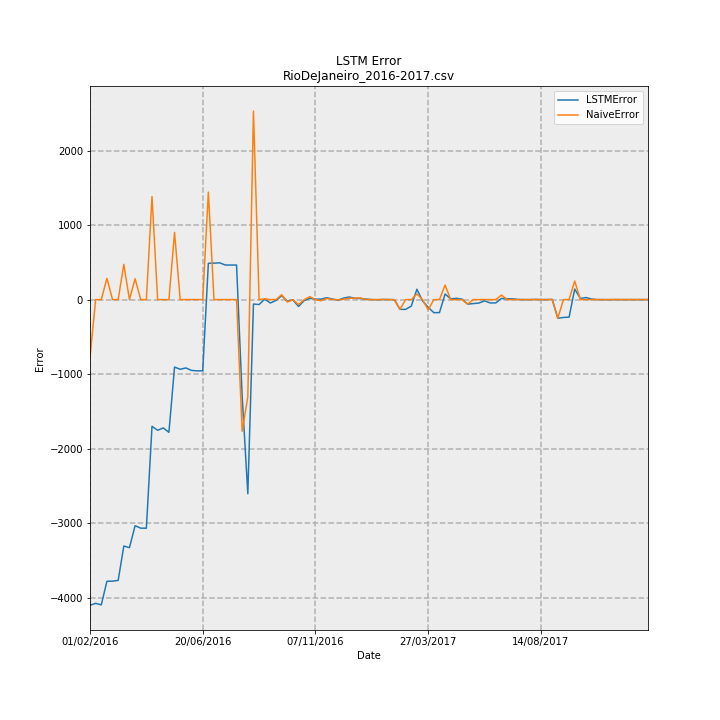 LSTM Error
RioDeJaneiro_2016-2017.csv
LSTMError
NaiveError
2000
1000
0
−1000
−2000
−3000
−4000
Error
01/02/2016
20/06/2016
07/11/2016
27/03/2017
14/08/2017
Date